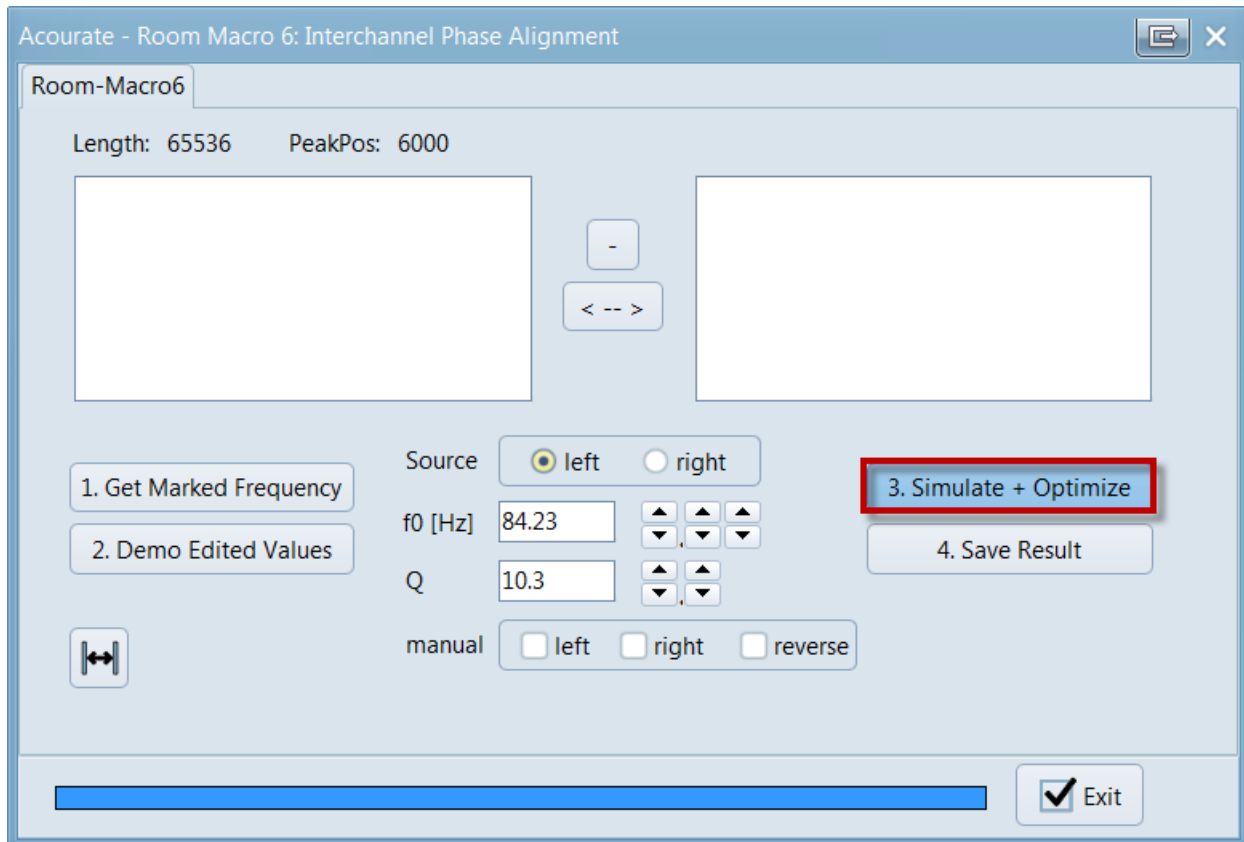 Acourate - Room Macro 6: Interchannel Phase Alignment
Room-Macro6
Length: 65536 PeakPos: 6000
-
< -- >
Source left right
1. Get Marked Frequency
f0 [Hz] 84.23
3. Simulate + Optimize
2. Demo Edited Values
Q 10.3
4. Save Result
manual left right reverse
Exit